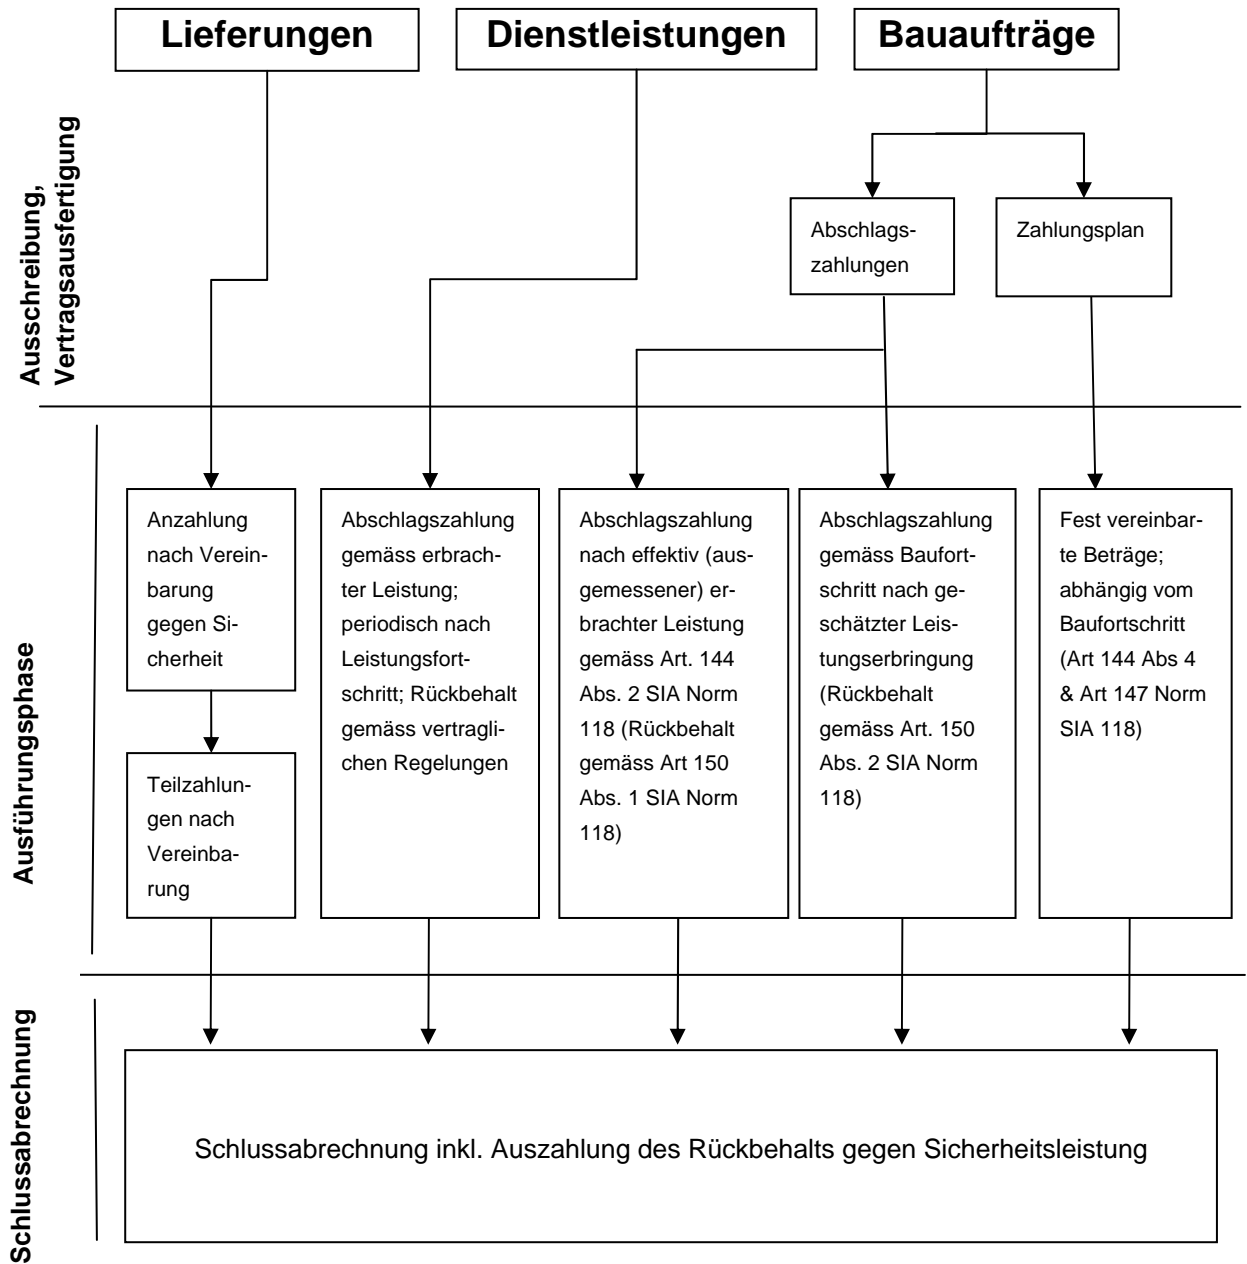 Lieferungen
Dienstleistungen
Bauaufträge
Ausschreibung,
Vertragsausfertigung
Abschlags-
zahlungen
Zahlungsplan
Ausführungsphase
Anzahlung
nach Verein-
barung
gegen Si-
cherheit
Teilzahlun-
gen nach
Vereinba-
rung
Abschlagszahlung
gemäss erbrach-
ter Leistung;
periodisch nach
Leistungsfort-
schritt; Rückbehalt
gemäss vertragli-
chen Regelungen
Abschlagszahlung
nach effektiv (aus-
gemessener) er-
brachter Leistung
gemäss Art. 144
Abs. 2 SIA Norm
118 (Rückbehalt
gemäss Art 150
Abs. 1 SIA Norm
118)
Abschlagszahlung
gemäss Baufort-
schritt nach ge-
schätzter Leis-
tungserbringung
(Rückbehalt
gemäss Art. 150
Abs. 2 SIA Norm
118)
Fest vereinbar-
te Beträge;
abhängig vom
Baufortschritt
(Art 144 Abs 4
& Art 147 Norm
SIA 118)
Schlussabrechnung
Schlussabrechnung inkl. Auszahlung des Rückbehalts gegen Sicherheitsleistung